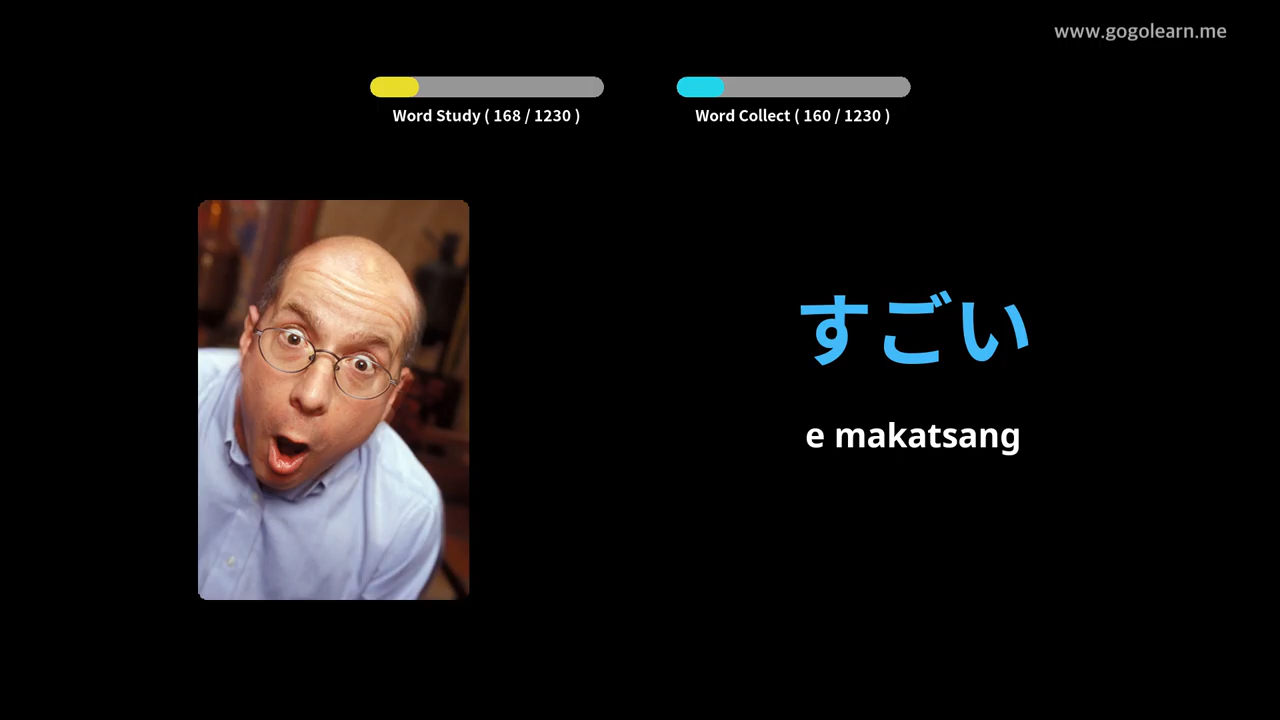 www.gogolearn.me
Word Study ( 168 / 1230 )
Word Collect ( 160 / 1230 )
すごい
e makatsang